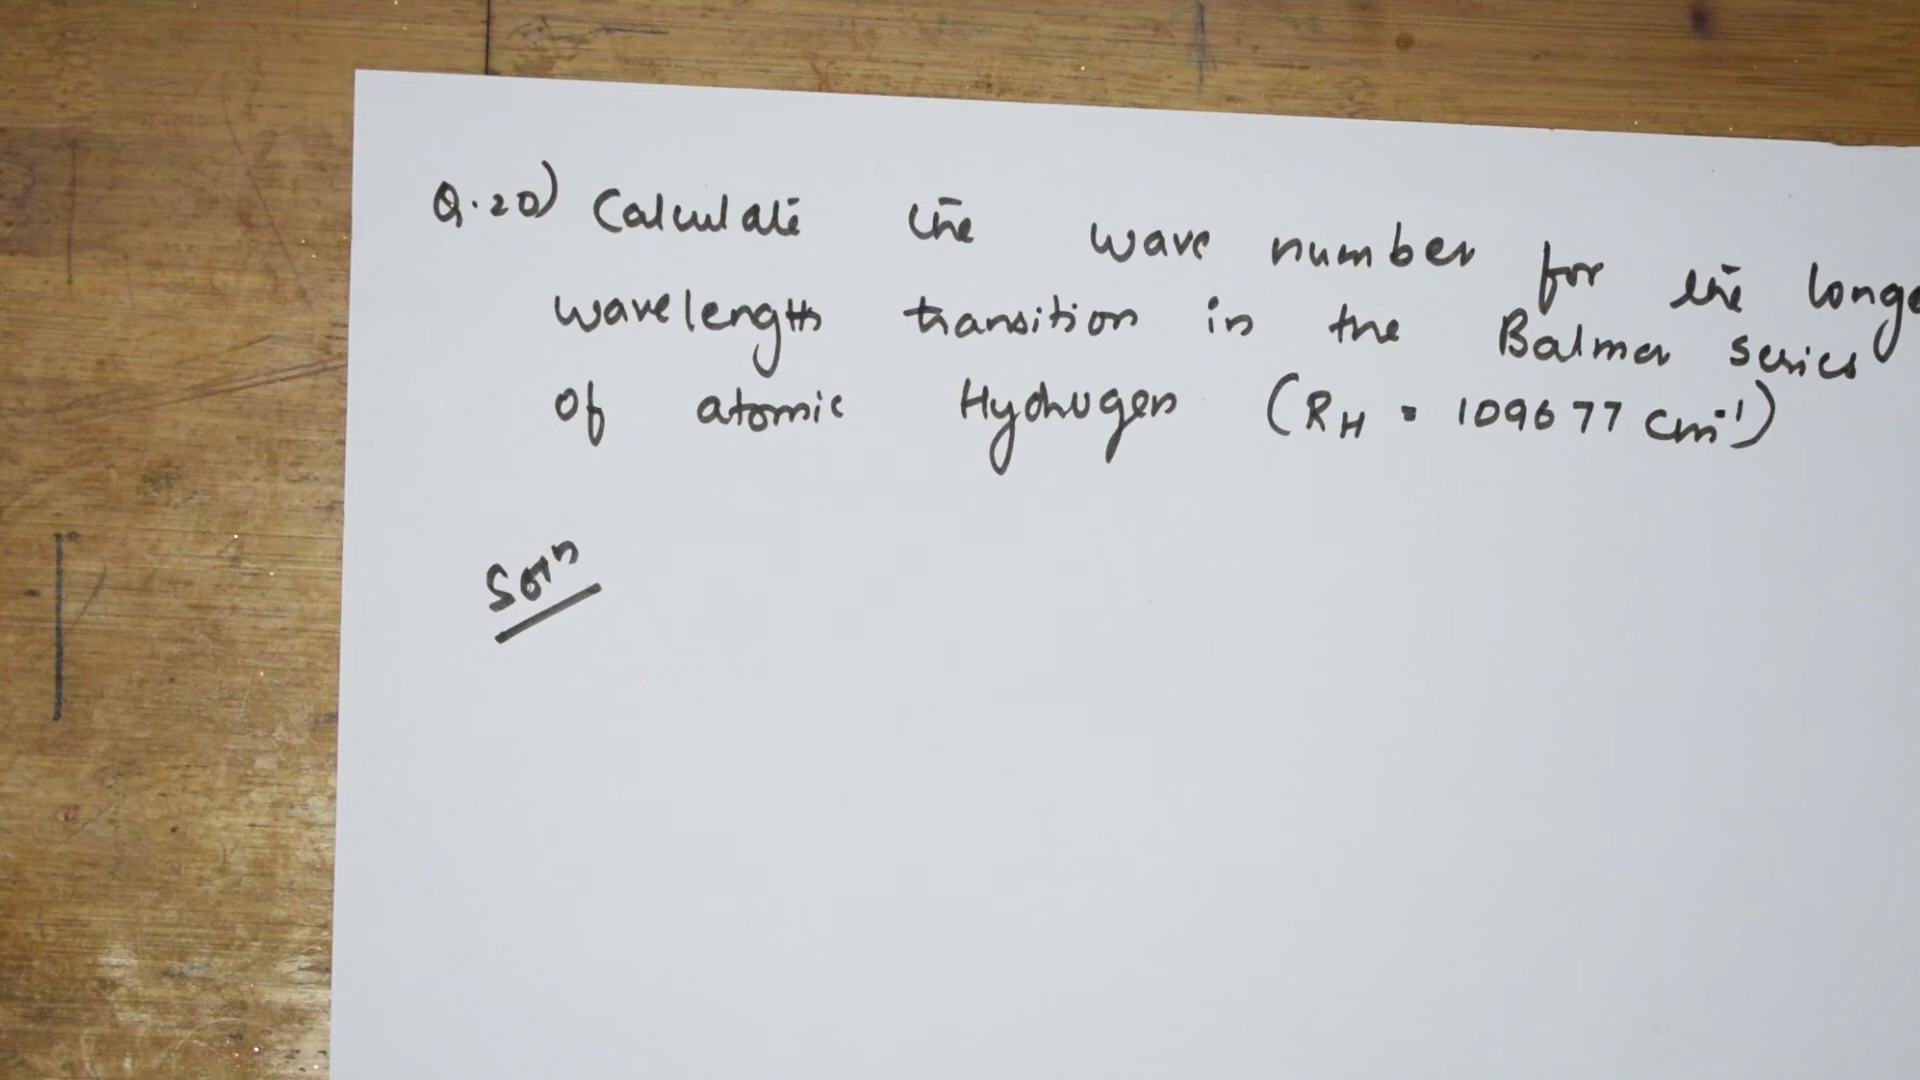 Q.20) Calculate the wave number for the longe
wavelength transition in the Balmer series
of atomic Hydrogen (RH = 109677 cm-1)
Soln